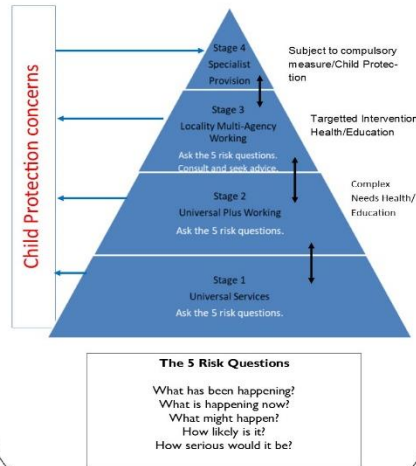 Child Protection concerns
Stage 4
Specialist
Provision
Subject to compulsory
measure/Child Protec-
tion
Stage 3
Locality Multi-Agency
Working
Ask the 5 risk questions.
Consult and seek advice.
Targetted Intervention
Health/Education
Stage 2
Universal Plus Working
Ask the 5 risk questions.
Complex
Needs Health/
Education
Stage 1
Universal Services
Ask the 5 risk questions.
The 5 Risk Questions
What has been happening?
What is happening now?
What might happen?
How likely is it?
How serious would it be?